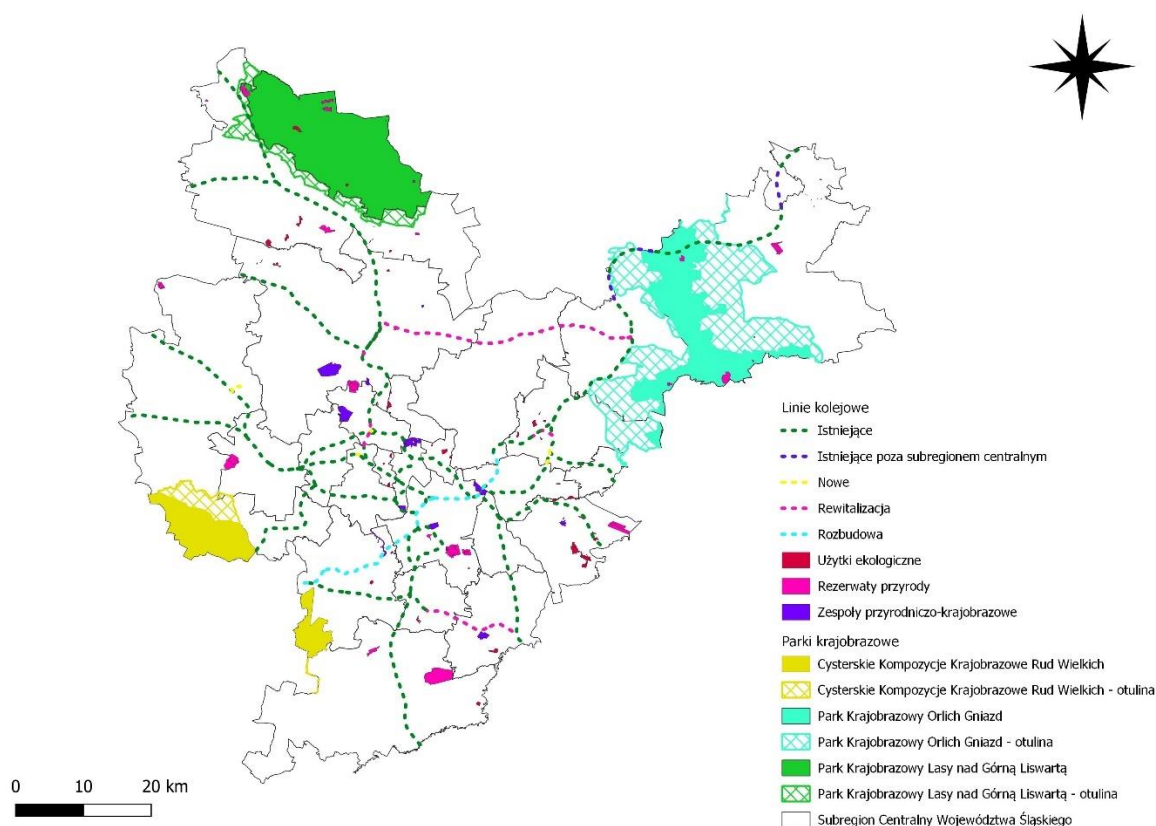 Linie kolejowe
Istniejące
Istniejące poza subregionem centralnym
Nowe
Rewitalizacja
Rozbudowa
Użytki ekologiczne
Rezerwaty przyrody
Zespoły przyrodniczo-krajobrazowe
Parki krajobrazowe
Cysterskie Kompozycje Krajobrazowe Rud Wielkich
Cysterskie Kompozycje Krajobrazowe Rud Wielkich - otulina
Park Krajobrazowy Orlich Gniazd
Park Krajobrazowy Orlich Gniazd - otulina
Park Krajobrazowy Lasy nad Górną Liswartą
Park Krajobrazowy Lasy nad Górną Liswartą - otulina
Subregion Centralny Województwa Śląskiego
0 10 20 km